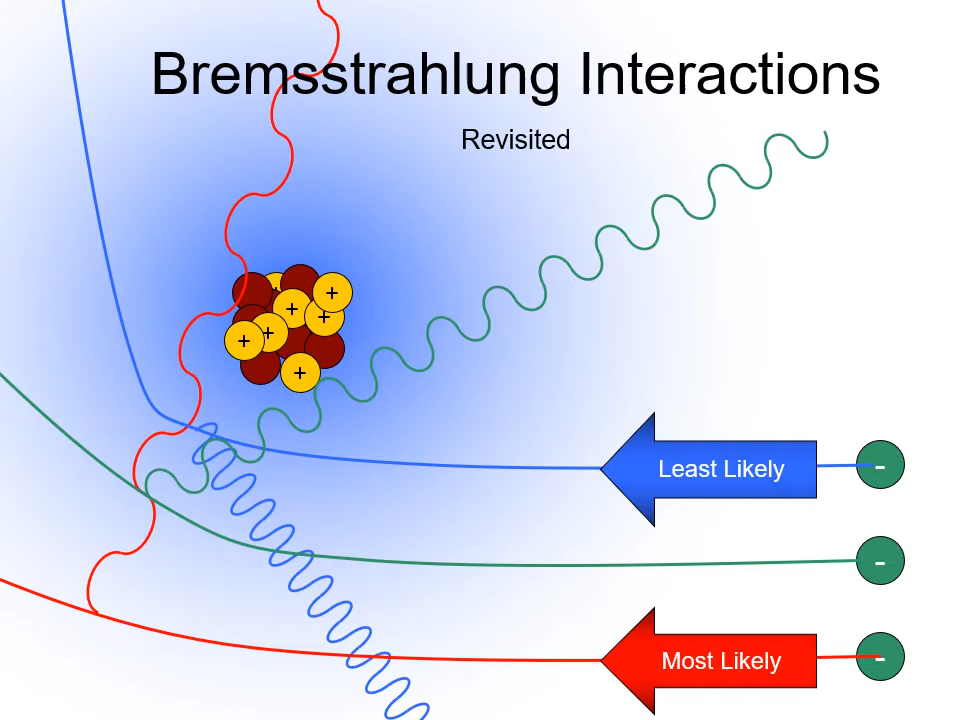 Bremsstrahlung Interactions
Revisited
+
+
+
+
+
+
Least Likely
-
-
Most Likely
-